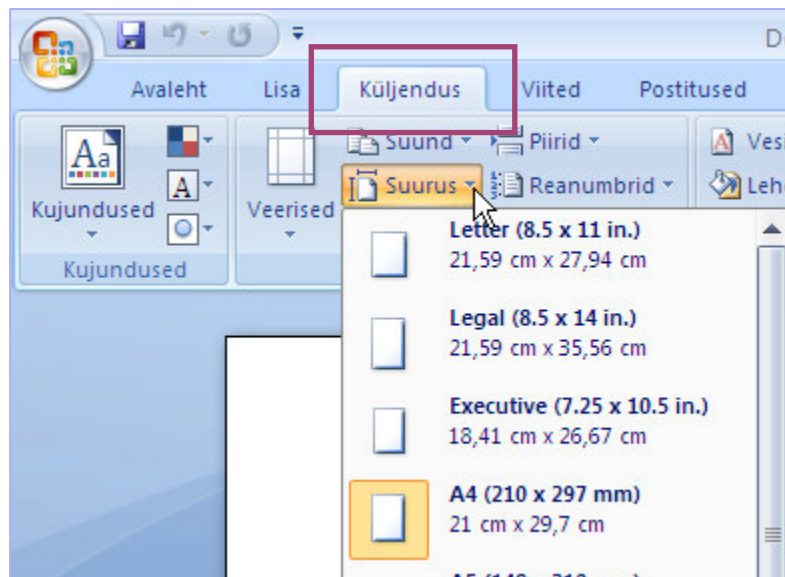 Avaleht Lisa Küljendus Viited Postitused
Kujundused
Kujundused
Veerised
Suund Piirid
Suurus Reanumbrid
Letter (8.5 x 11 in.)
21,59 cm x 27,94 cm
Legal (8.5 x 14 in.)
21,59 cm x 35,56 cm
Executive (7.25 x 10.5 in.)
18,41 cm x 26,67 cm
A4 (210 x 297 mm)
21 cm x 29,7 cm